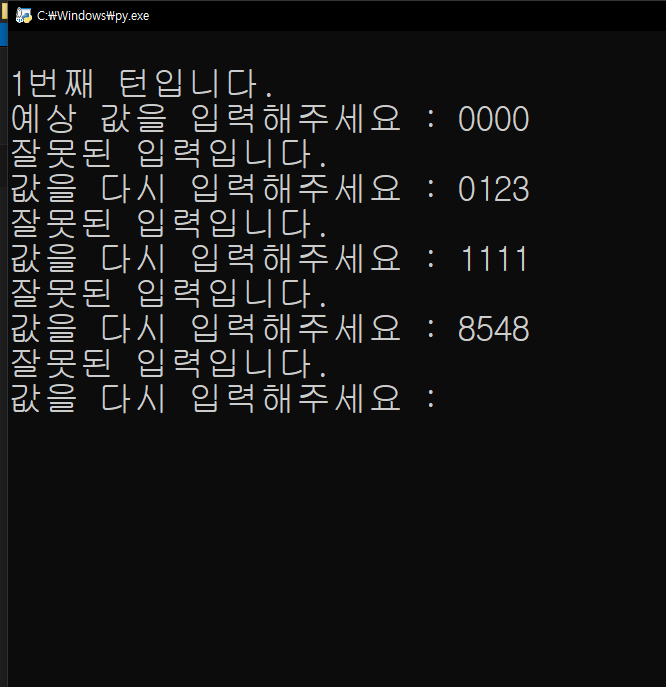 C:₩Windows₩py.exe
1번째 턴입니다.
예상 값을 입력해주세요 : 0000
잘못된 입력입니다.
값을 다시 입력해주세요 : 0123
잘못된 입력입니다.
값을 다시 입력해주세요 : 1111
잘못된 입력입니다.
값을 다시 입력해주세요 : 8548
잘못된 입력입니다.
값을 다시 입력해주세요 :